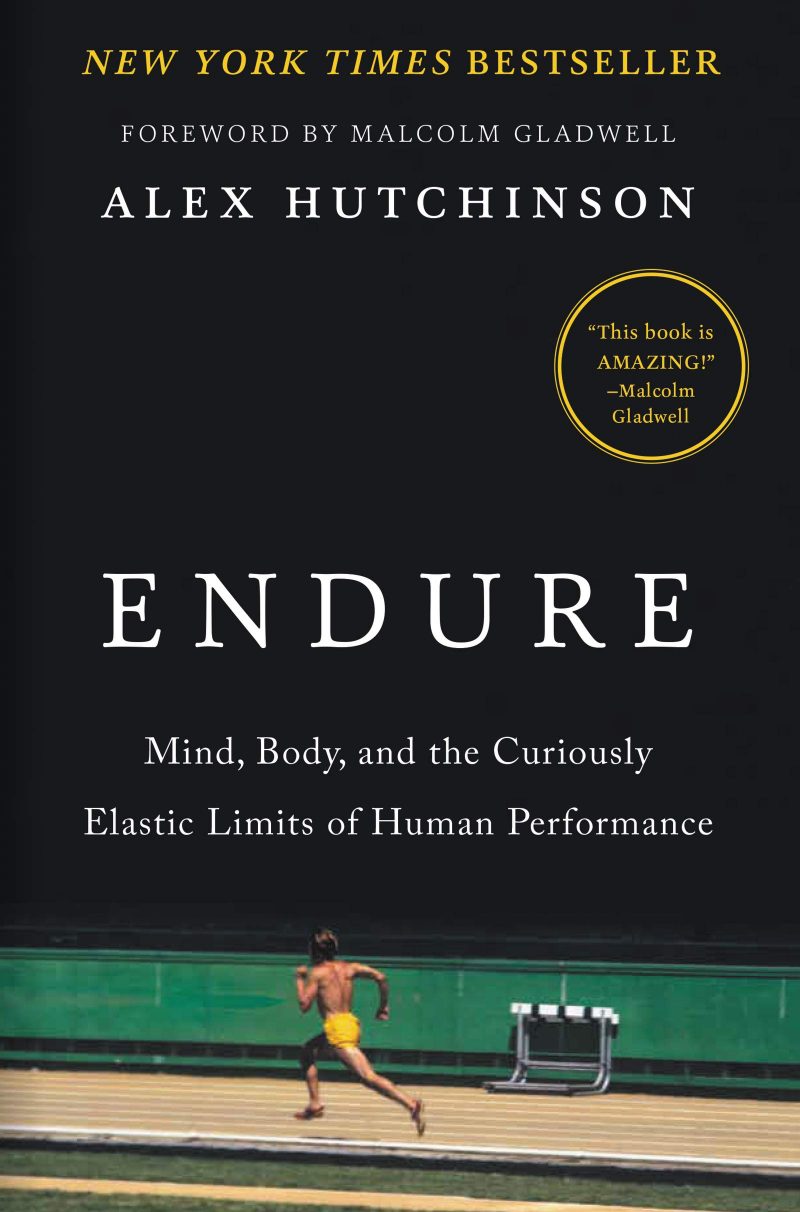 NEW YORK TIMES BESTSELLER
FOREWORD BY MALCOLM GLADWELL
ALEX HUTCHINSON
“This book is
AMAZING!”
–Malcolm
Gladwell
ENDURE
Mind, Body, and the Curiously
Elastic Limits of Human Performance